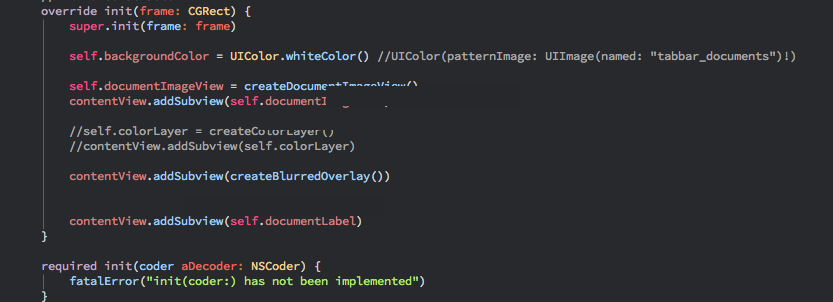 override init(frame: CGRect) {
super.init(frame: frame)
self.backgroundColor = UIColor.whiteColor() //UIColor(patternImage: UIImage(named: "tabbar_documents")!)
self.documentImageView = createDocumentImageView()
contentView.addSubview(self.documentI
//self.colorLayer = createColorLayer()
//contentView.addSubview(self.colorLayer)
contentView.addSubview(createBlurredOverlay())
contentView.addSubview(self.documentLabel)
}
required init(coder aDecoder: NSCoder) {
fatalError("init(coder:) has not been implemented")
}